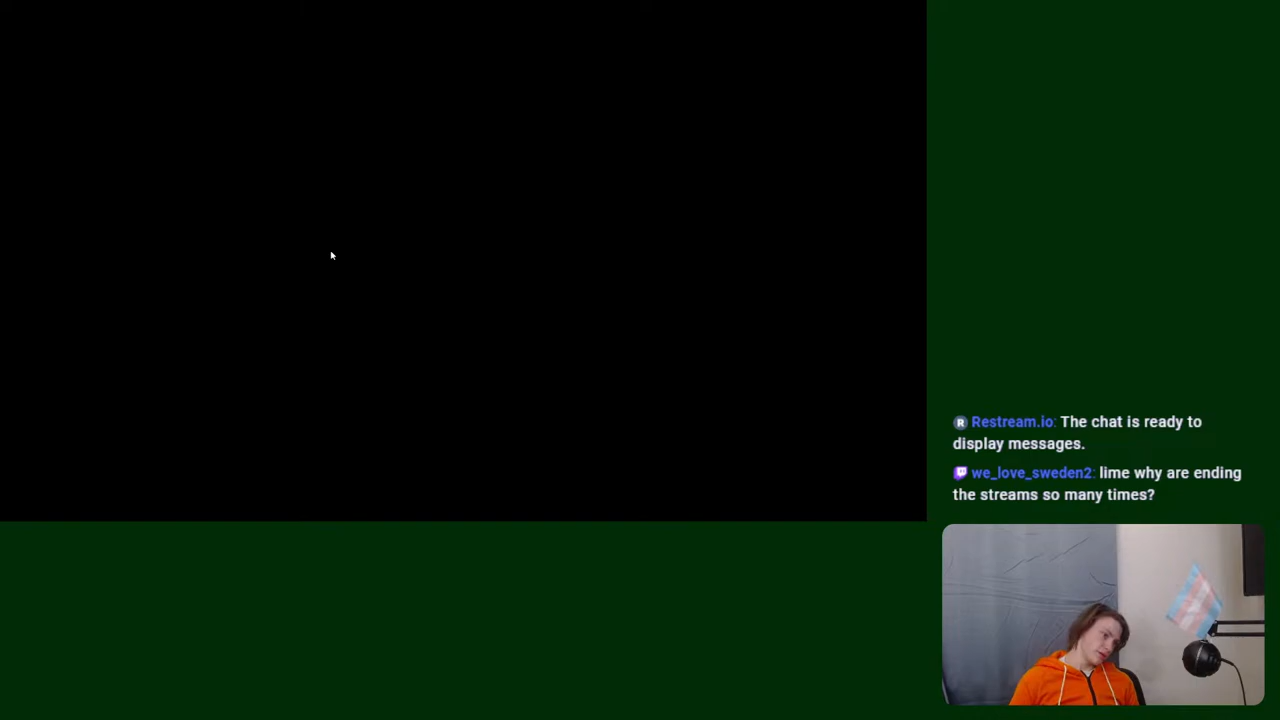 Restream.io: The chat is ready to
display messages.
we_love_sweden2: lime why are ending
the streams so many times?